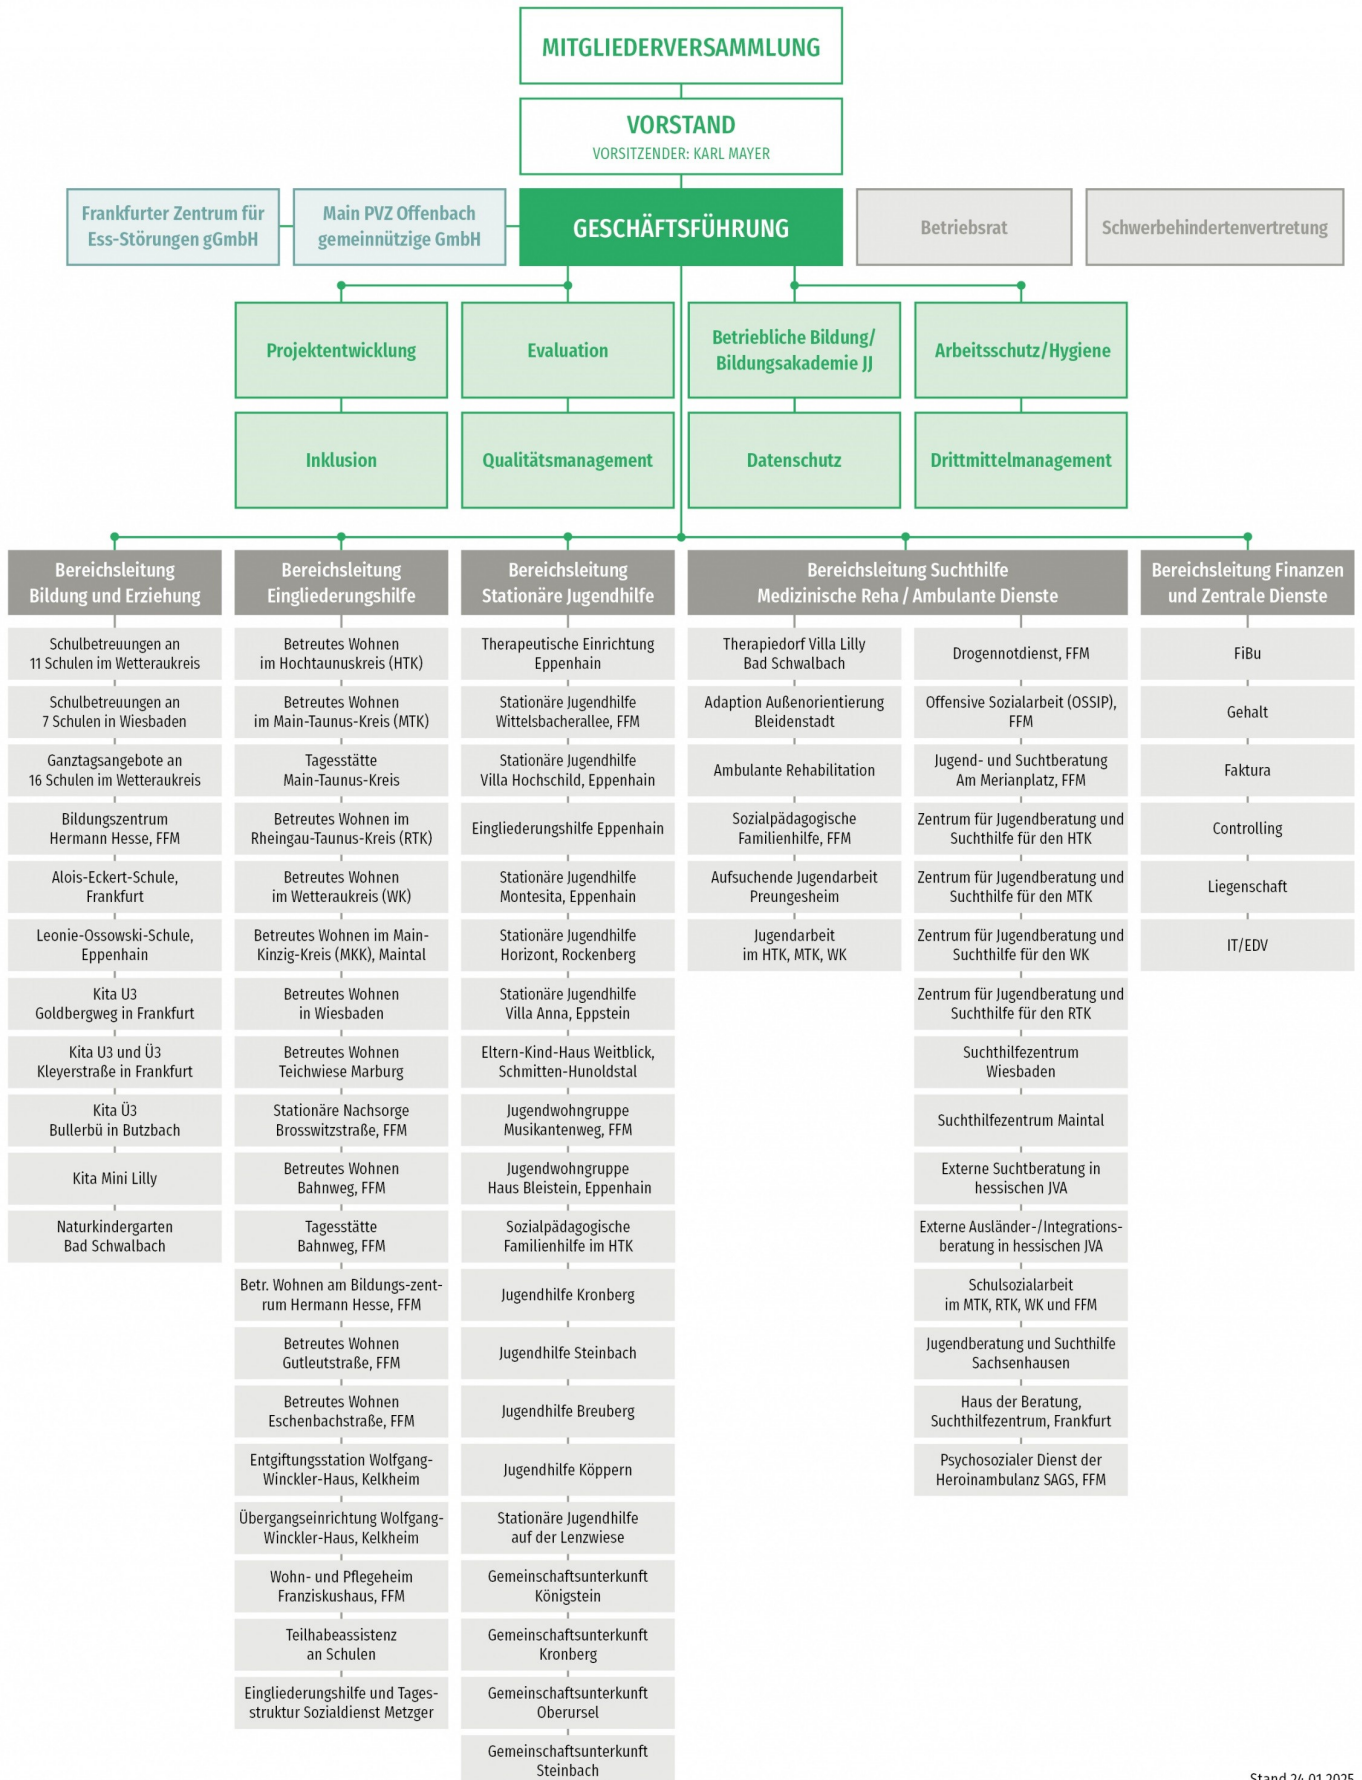 MITGLIEDERVERSAMMLUNG
VORSTAND
VORSITZENDER: KARL MAYER
Frankfurter Zentrum für
Ess-Störungen gGmbH
Main PVZ Offenbach
gemeinnützige GmbH
GESCHÄFTSFÜHRUNG
Betriebsrat
Schwerbehindertenvertretung
Projektentwicklung
Evaluation
Betriebliche Bildung/
Bildungsakademie JJ
Arbeitsschutz/Hygiene
Inklusion
Qualitätsmanagement
Datenschutz
Drittmittelmanagement
Bereichsleitung
Bildung und Erziehung
Schulbetreuungen an
11 Schulen im Wetteraukreis
Schulbetreuungen an
7 Schulen in Wiesbaden
Ganztagsangebote an
16 Schulen im Wetteraukreis
Bildungszentrum
Hermann Hesse, FFM
Alois-Eckert-Schule,
Frankfurt
Leonie-Ossowski-Schule,
Eppenhain
Kita U3
Goldbergweg in Frankfurt
Kita U3 und Ü3
Kleyerstraße in Frankfurt
Kita Ü3
Bullerbü in Butzbach
Kita Mini Lilly
Naturkindergarten
Bad Schwalbach
Bereichsleitung
Eingliederungshilfe
Betreutes Wohnen
im Hochtaunuskreis (HTK)
Betreutes Wohnen
im Main-Taunus-Kreis (MTK)
Tagesstätte
Main-Taunus-Kreis
Betreutes Wohnen im
Rheingau-Taunus-Kreis (RTK)
Betreutes Wohnen
im Wetteraukreis (WK)
Betreutes Wohnen im Main-
Kinzig-Kreis (MKK), Maintal
Betreutes Wohnen
in Wiesbaden
Betreutes Wohnen
Teichwiese Marburg
Stationäre Nachsorge
Brosswitzstraße, FFM
Betreutes Wohnen
Bahnweg, FFM
Tagesstätte
Bahnweg, FFM
Betr. Wohnen am Bildungs-zent-
rum Hermann Hesse, FFM
Betreutes Wohnen
Gutleutstraße, FFM
Betreutes Wohnen
Eschenbachstraße, FFM
Entgiftungsstation Wolfgang-
Winckler-Haus, Kelkheim
Übergangseinrichtung Wolfgang-
Winckler-Haus, Kelkheim
Wohn- und Pflegeheim
Franziskushaus, FFM
Teilhabeassistenz
an Schulen
Eingliederungshilfe und Tages-
struktur Sozialdienst Metzger
Bereichsleitung
Stationäre Jugendhilfe
Therapeutische Einrichtung
Eppenhain
Stationäre Jugendhilfe
Wittelsbacherallee, FFM
Stationäre Jugendhilfe
Villa Hochschild, Eppenhain
Eingliederungshilfe Eppenhain
Stationäre Jugendhilfe
Montesita, Eppenhain
Stationäre Jugendhilfe
Horizont, Rockenberg
Stationäre Jugendhilfe
Villa Anna, Eppstein
Eltern-Kind-Haus Weitblick,
Schmitten-Hunoldstal
Jugendwohngruppe
Musikantenweg, FFM
Jugendwohngruppe
Haus Bleistein, Eppenhain
Sozialpädagogische
Familienhilfe im HTK
Jugendhilfe Kronberg
Jugendhilfe Steinbach
Jugendhilfe Breuberg
Jugendhilfe Köppern
Stationäre Jugendhilfe
auf der Lenzwiese
Gemeinschaftsunterkunft
Königstein
Gemeinschaftsunterkunft
Kronberg
Gemeinschaftsunterkunft
Oberursel
Gemeinschaftsunterkunft
Steinbach
Bereichsleitung Suchthilfe
Medizinische Reha / Ambulante Dienste
Therapiedorf Villa Lilly
Bad Schwalbach
Adaption Außenorientierung
Bleidenstadt
Ambulante Rehabilitation
Sozialpädagogische
Familienhilfe, FFM
Aufsuchende Jugendarbeit
Preungesheim
Jugendarbeit
im HTK, MTK, WK
Drogennotdienst, FFM
Offensive Sozialarbeit (OSSIP),
FFM
Jugend- und Suchtberatung
Am Merianplatz, FFM
Zentrum für Jugendberatung und
Suchthilfe für den HTK
Zentrum für Jugendberatung und
Suchthilfe für den MTK
Zentrum für Jugendberatung und
Suchthilfe für den WK
Zentrum für Jugendberatung und
Suchthilfe für den RTK
Suchthilfezentrum
Wiesbaden
Suchthilfezentrum Maintal
Externe Suchtberatung in
hessischen JVA
Externe Ausländer-/Integrations-
beratung in hessischen JVA
Schulsozialarbeit
im MTK, RTK, WK und FFM
Jugendberatung und Suchthilfe
Sachsenhausen
Haus der Beratung,
Suchthilfezentrum, Frankfurt
Psychosozialer Dienst der
Heroinambulanz SAGS, FFM
Bereichsleitung Finanzen
und Zentrale Dienste
FiBu
Gehalt
Faktura
Controlling
Liegenschaft
IT/EDV
Stand 24.01.2025